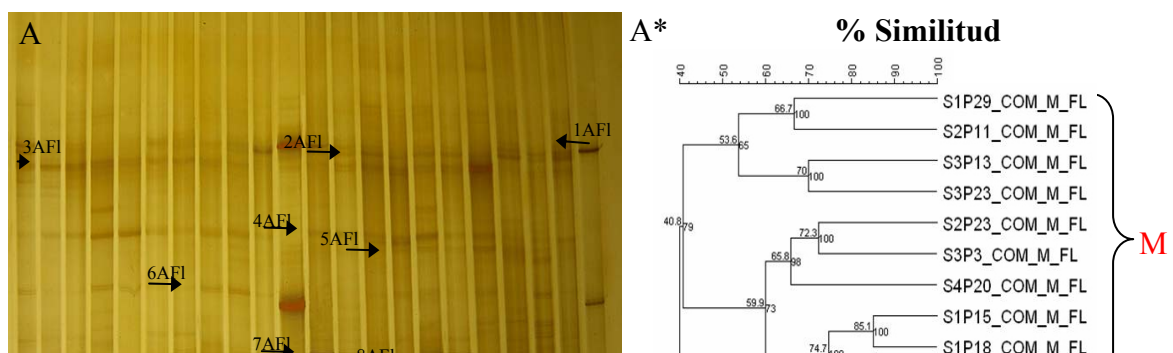 A
3AFl
2AFl
1AFl
4AFl
5AFl
6AFl
7AFl
A*
% Similitud
40
50
60
70
80
90
100
66.7
100
S1P29_COM_M_FL
S2P11_COM_M_FL
53.6
65
70
100
S3P13_COM_M_FL
S3P23_COM_M_FL
40.8
79
72.3
100
S2P23_COM_M_FL
S3P3_COM_M_FL
65.8
98
S4P20_COM_M_FL
59.9
73
85.1
100
S1P15_COM_M_FL
S1P18_COM_M_FL
74.7
M